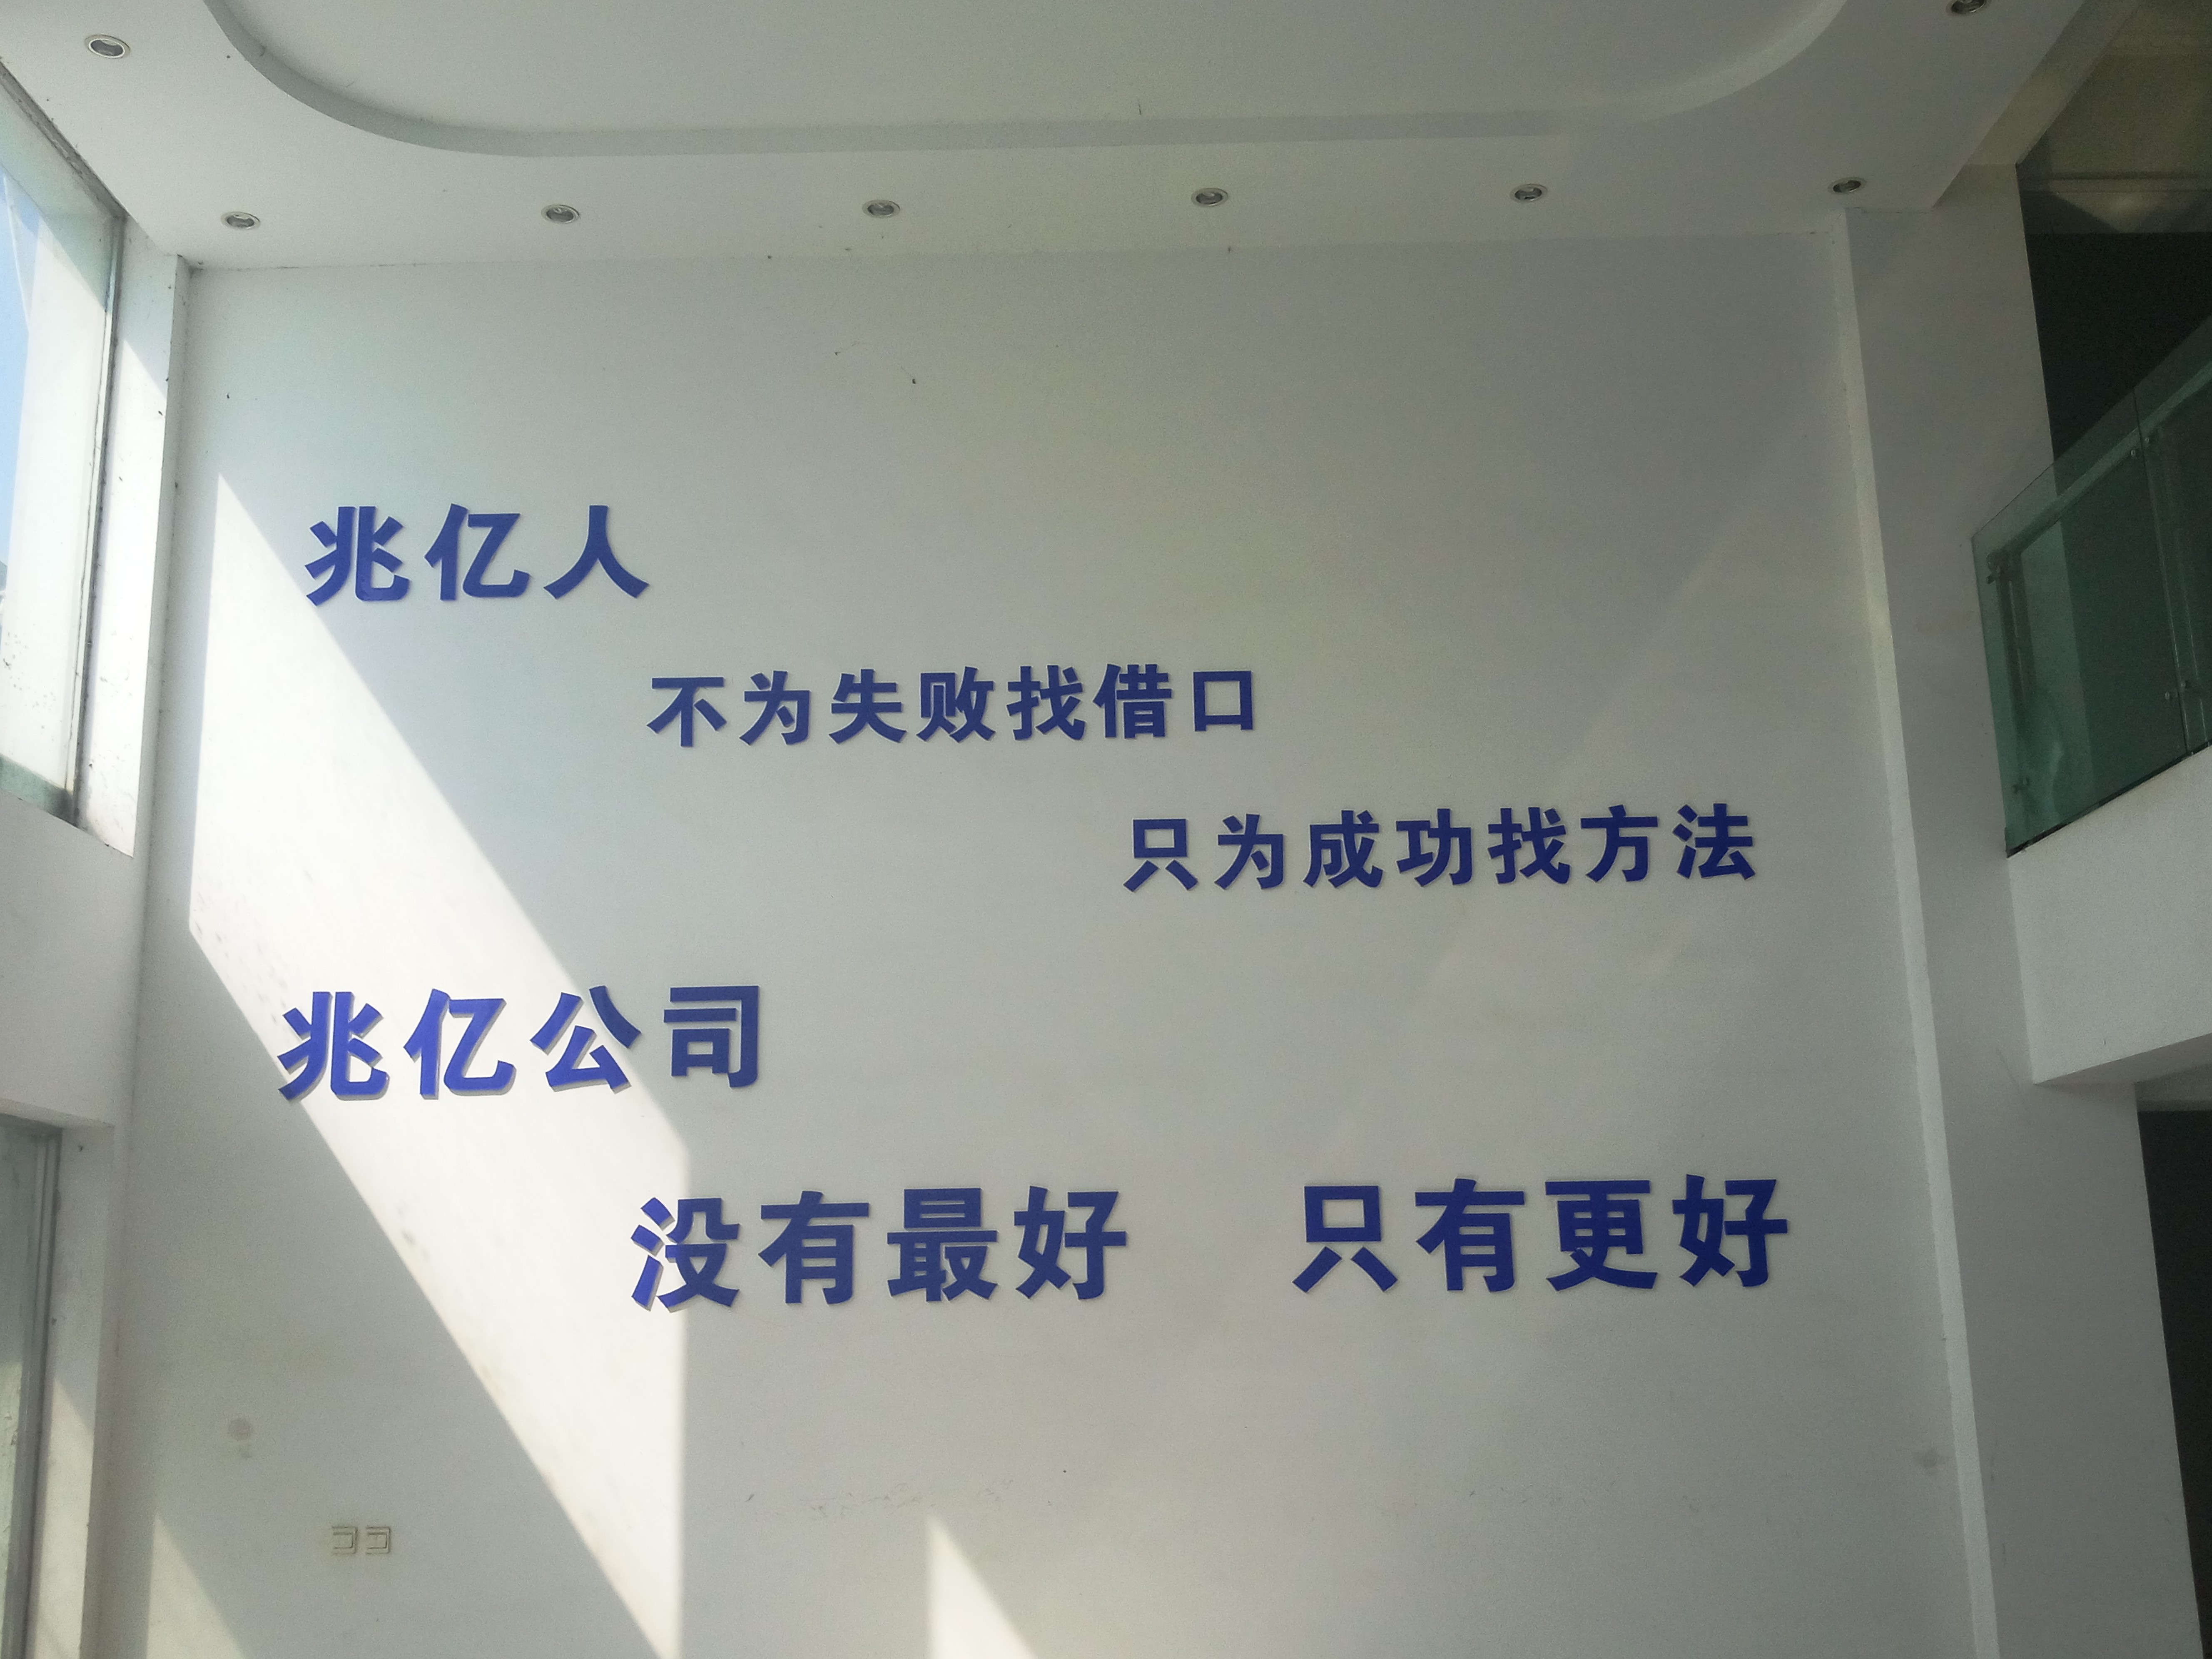 兆亿人
不为失败找借口
只为成功找方法
兆亿公司
没有最好 只有更好